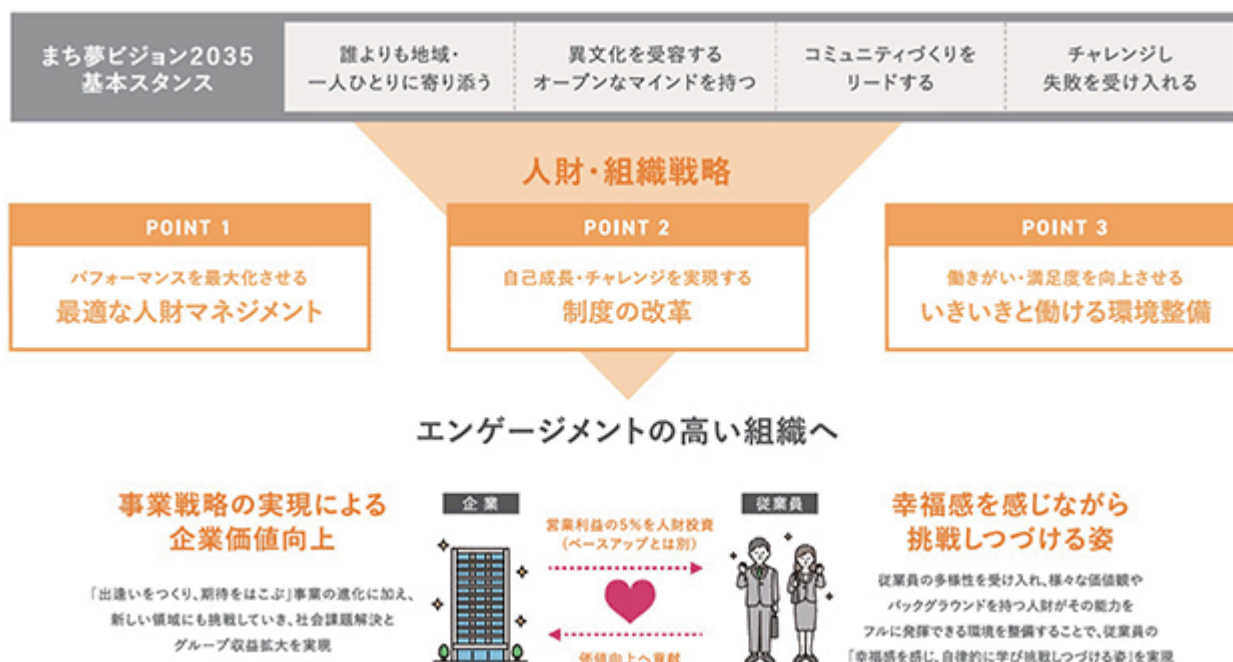 まち夢ビジョン2035
基本スタンス
誰よりも地域・
一人ひとりに寄り添う
異文化を受容する
オープンなマインドを持つ
コミュニティづくりを
リードする
チャレンジし
失敗を受け入れる
人財・組織戦略
POINT 1
パフォーマンスを最大化させる
最適な人財マネジメント
POINT 2
自己成長・チャレンジを実現する
制度の改革
POINT 3
働きがい・満足度を向上させる
いきいきと働ける環境整備
エンゲージメントの高い組織へ
事業戦略の実現による
企業価値向上
「出逢いをつくり、期待をはこぶ」事業の進化に加え、
新しい領域にも挑戦していき、社会課題解決と
グループ収益拡大を実現
企業
営業利益の5%を人財投資
(ベースアップとは別)
価値向上へ貢献
従業員
幸福感を感じながら
挑戦しつづける姿
従業員の多様性を受け入れ、様々な価値観や
バックグラウンドを持つ人財がその能力を
フルに発揮できる環境を整備することで、従業員の
「幸福感を感じ、自律的に学び挑戦しつづける姿」を実現